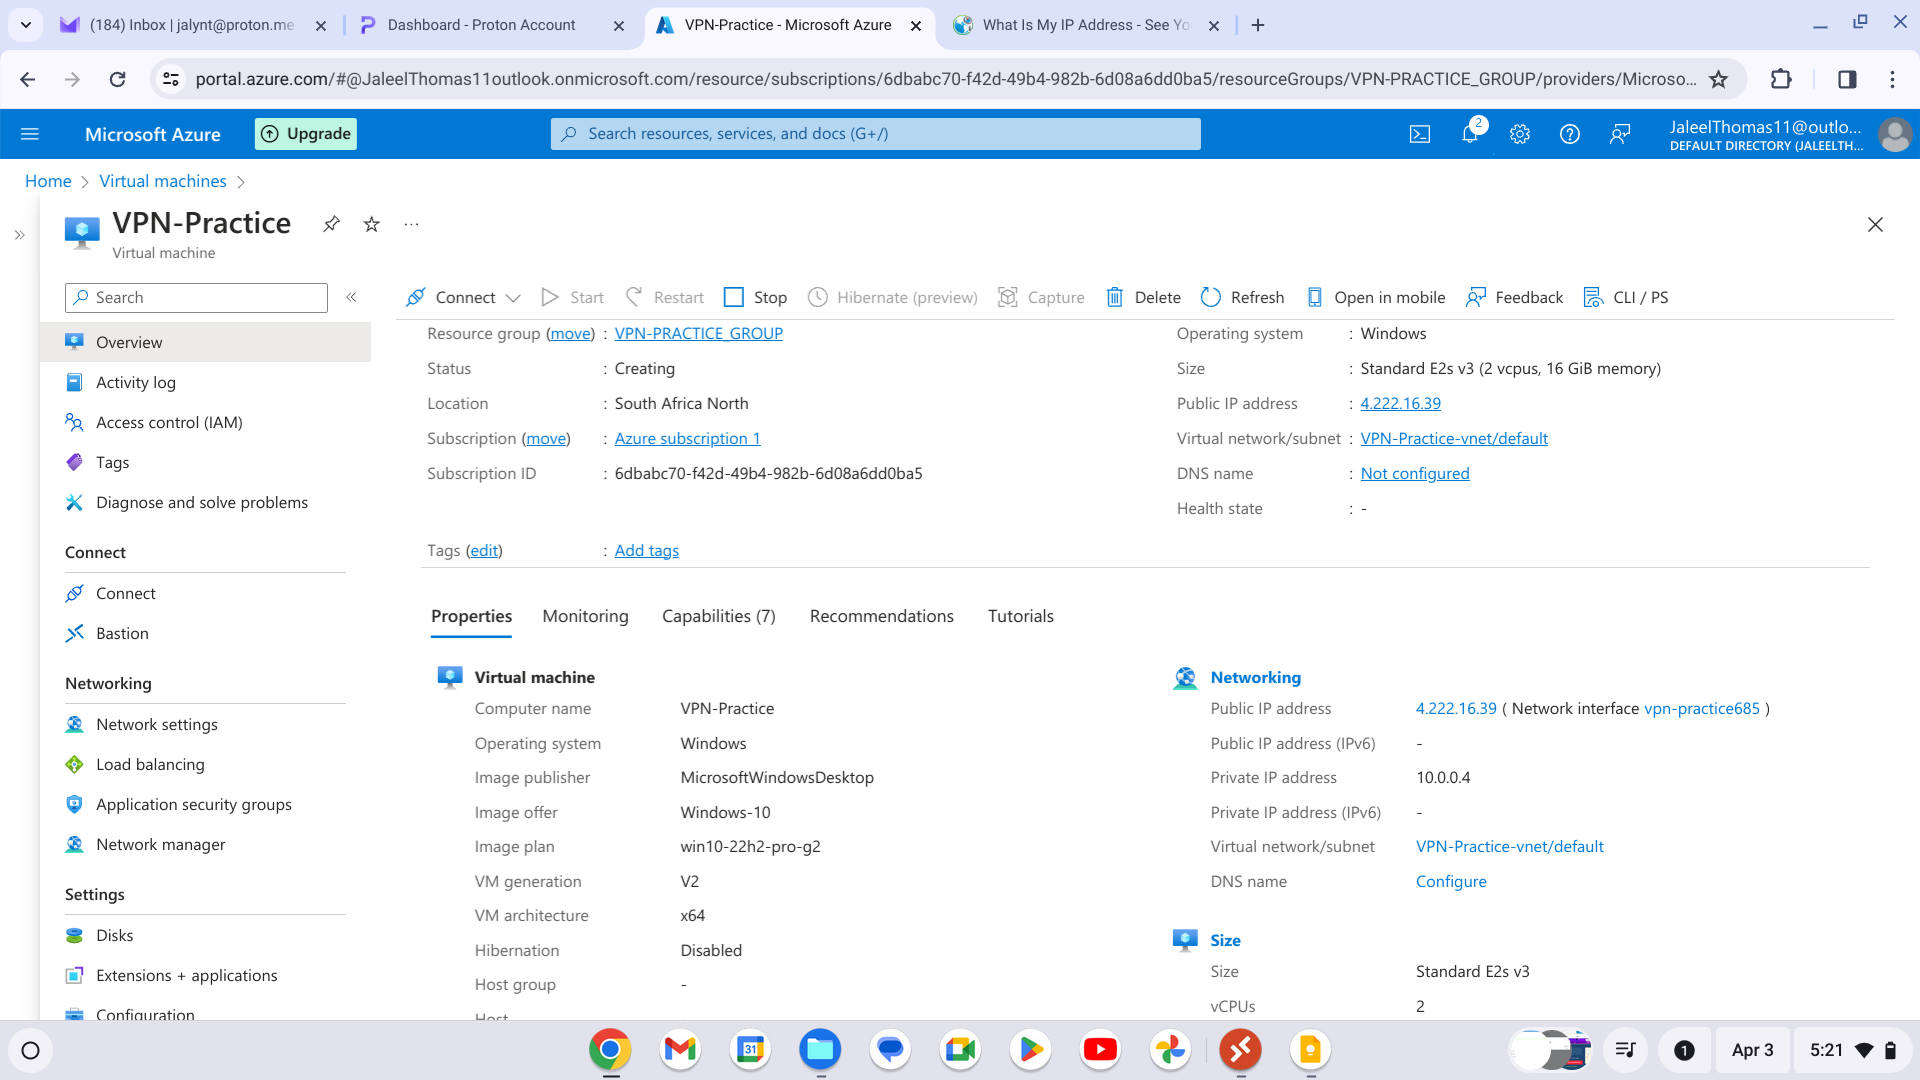 (184) Inbox | jalynt@proton.me
Dashboard - Proton Account
VPN-Practice - Microsoft Azure
What Is My IP Address - See Yo
portal.azure.com/#@JaleelThomas11outlook.onmicrosoft.com/resource/subscriptions/6dbabc70-f42d-49b4-982b-6d08a6dd0ba5/resourceGroups/VPN-PRACTICE_GROUP/providers/Microso...
Microsoft Azure
Upgrade
Search resources, services, and docs (G+/)
2
JaleelThomas11@outlo...
DEFAULT DIRECTORY (JALEELTH...
Home > Virtual machines >
VPN-Practice
Virtual machine
Search
Connect
Start
Restart
Stop
Hibernate (preview)
Capture
Delete
Refresh
Open in mobile
Feedback
CLI / PS
Overview
Activity log
Access control (IAM)
Tags
Diagnose and solve problems
Connect
Connect
Bastion
Networking
Network settings
Load balancing
Application security groups
Network manager
Settings
Disks
Extensions + applications
Configuration
Resource group (move) : VPN-PRACTICE_GROUP
Status : Creating
Location : South Africa North
Subscription (move) : Azure subscription 1
Subscription ID : 6dbabc70-f42d-49b4-982b-6d08a6dd0ba5
Tags (edit) : Add tags
Operating system : Windows
Size : Standard E2s v3 (2 vcpus, 16 GiB memory)
Public IP address : 4.222.16.39
Virtual network/subnet : VPN-Practice-vnet/default
DNS name : Not configured
Health state : -
Properties
Monitoring
Capabilities (7)
Recommendations
Tutorials
Virtual machine
Computer name VPN-Practice
Operating system Windows
Image publisher MicrosoftWindowsDesktop
Image offer Windows-10
Image plan win10-22h2-pro-g2
VM generation V2
VM architecture x64
Hibernation Disabled
Host group -
Host
Networking
Public IP address 4.222.16.39 ( Network interface vpn-practice685 )
Public IP address (IPv6) -
Private IP address 10.0.0.4
Private IP address (IPv6) -
Virtual network/subnet VPN-Practice-vnet/default
DNS name Configure
Size
Size Standard E2s v3
vCPUs 2
31
1
Apr 3
5:21